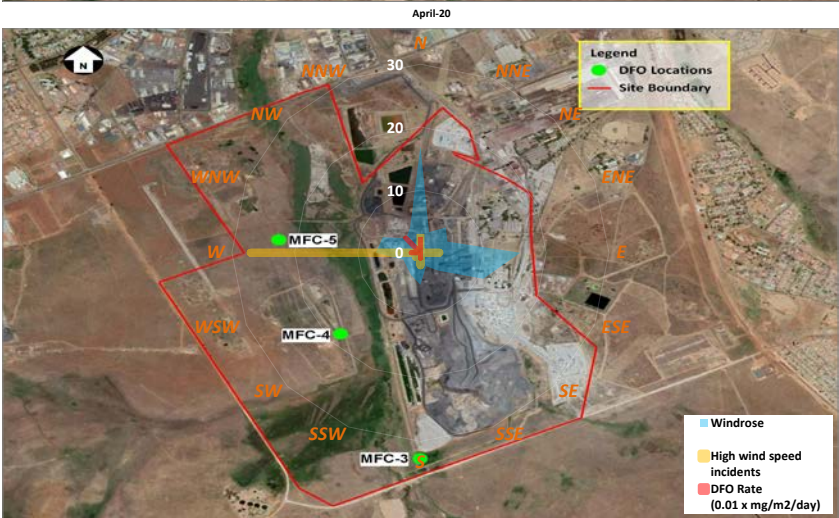 April-20
N
N
NNW
NNE
30
Legend
DFO Locations
Site Boundary
NW
NE
20
WNW
ENE
10
MFC-5
W
0
E
WSW
ESE
MFC-4
SW
SE
SSW
SSE
MFC-3
S
Windrose
High wind speed
incidents
DFO Rate
(0.01 x mg/m2/day)